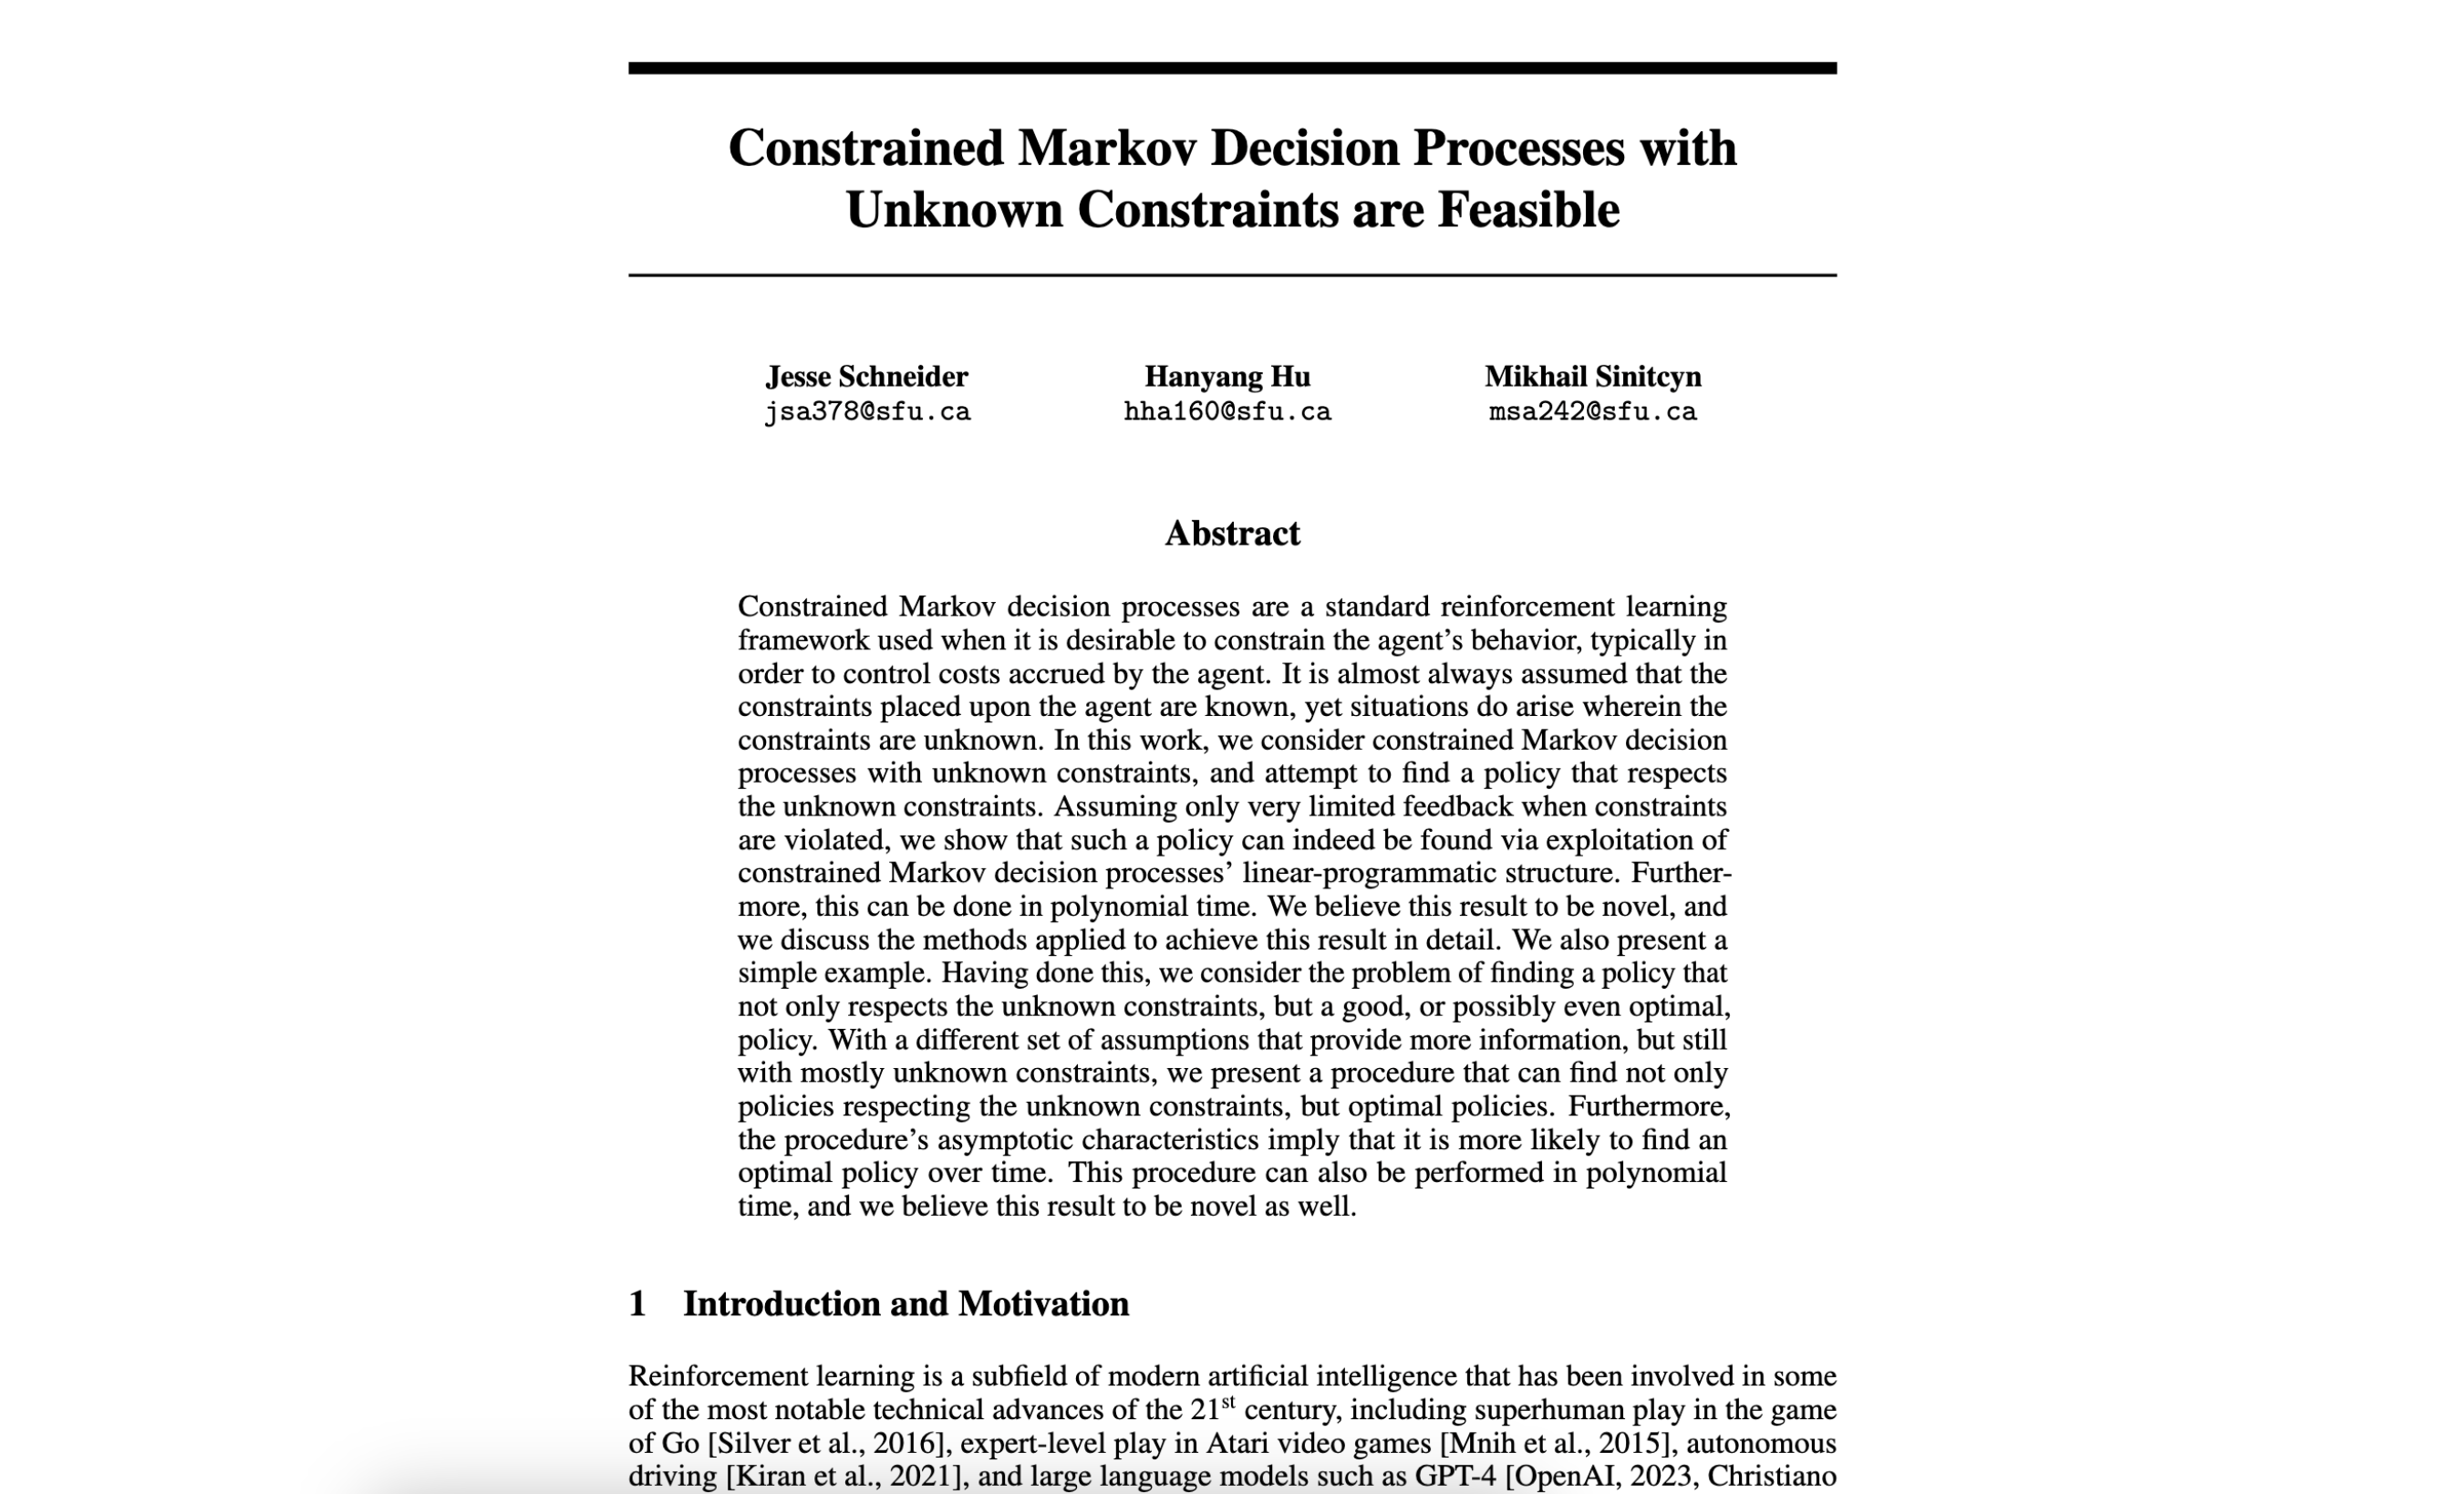 Constrained Markov Decision Processes with
Unknown Constraints are Feasible
Jesse Schneider Hanyang Hu Mikhail Sinitcyn
jsa378@sfu.ca hha160@sfu.ca msa242@sfu.ca
Abstract
Constrained Markov decision processes are a standard reinforcement learning
framework used when it is desirable to constrain the agent's behavior, typically in
order to control costs accrued by the agent. It is almost always assumed that the
constraints placed upon the agent are known, yet situations do arise wherein the
constraints are unknown. In this work, we consider constrained Markov decision
processes with unknown constraints, and attempt to find a policy that respects
the unknown constraints. Assuming only very limited feedback when constraints
are violated, we show that such a policy can indeed be found via exploitation of
constrained Markov decision processes' linear-programmatic structure. Further-
more, this can be done in polynomial time. We believe this result to be novel, and
we discuss the methods applied to achieve this result in detail. We also present a
simple example. Having done this, we consider the problem of finding a policy that
not only respects the unknown constraints, but a good, or possibly even optimal,
policy. With a different set of assumptions that provide more information, but still
with mostly unknown constraints, we present a procedure that can find not only
policies respecting the unknown constraints, but optimal policies. Furthermore,
the procedure's asymptotic characteristics imply that it is more likely to find an
optimal policy over time. This procedure can also be performed in polynomial
time, and we believe this result to be novel as well.
1 Introduction and Motivation
Reinforcement learning is a subfield of modern artificial intelligence that has been involved in some
of the most notable technical advances of the 21st century, including superhuman play in the game
of Go [Silver et al., 2016], expert-level play in Atari video games [Mnih et al., 2015], autonomous
driving [Kiran et al., 2021], and large language models such as GPT-4 [OpenAI, 2023, Christiano